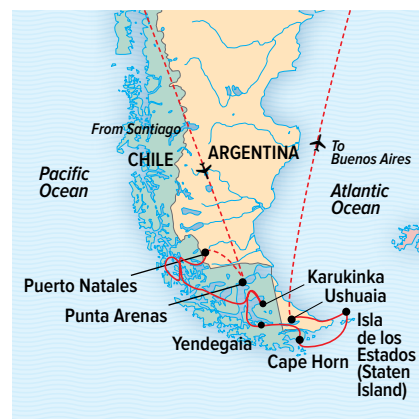 From Santiago
CHILE
ARGENTINA
To
Buenos Aires
Pacific
Ocean
Atlantic
Ocean
Puerto Natales
Punta Arenas
Yendegaia
Karukinka
Ushuaia
Cape Horn
Isla
de los
Estados
(Staten
Island)